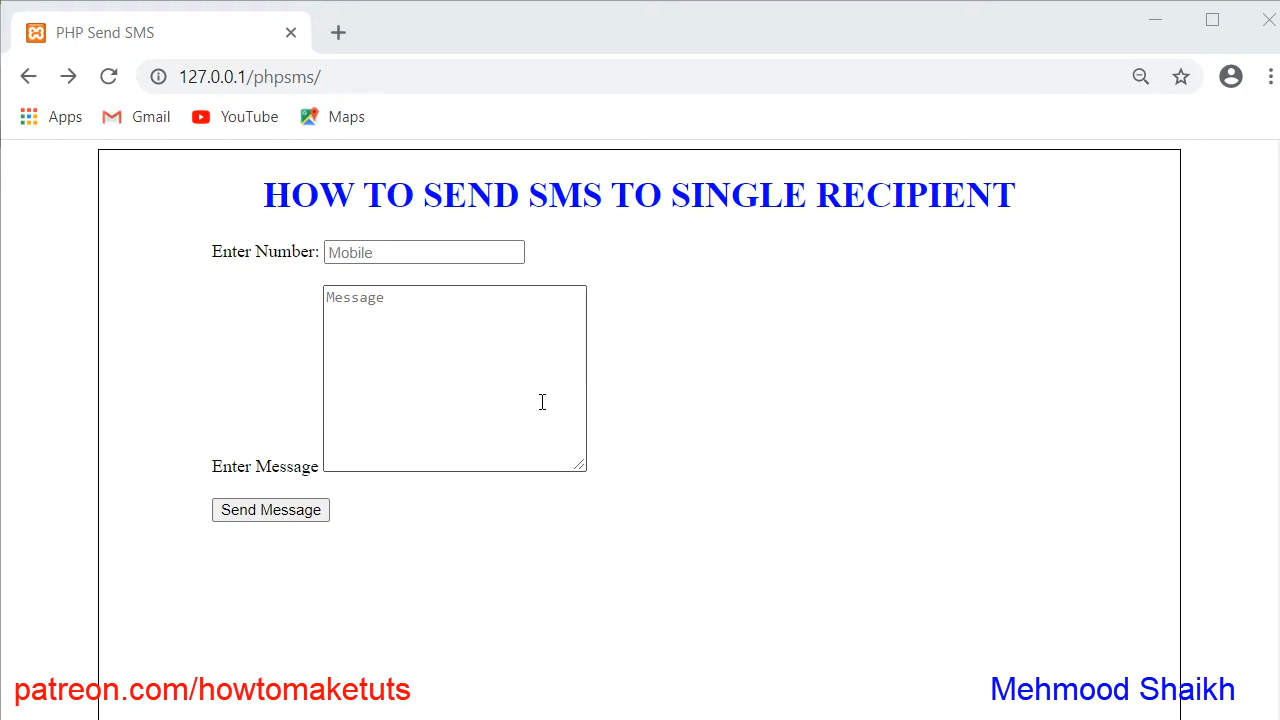 PHP Send SMS
127.0.0.1/phpsms/
Apps Gmail YouTube Maps
HOW TO SEND SMS TO SINGLE RECIPIENT
Enter Number: Mobile
Message
Enter Message
Send Message
patreon.com/howtomaketuts
Mehmood Shaikh